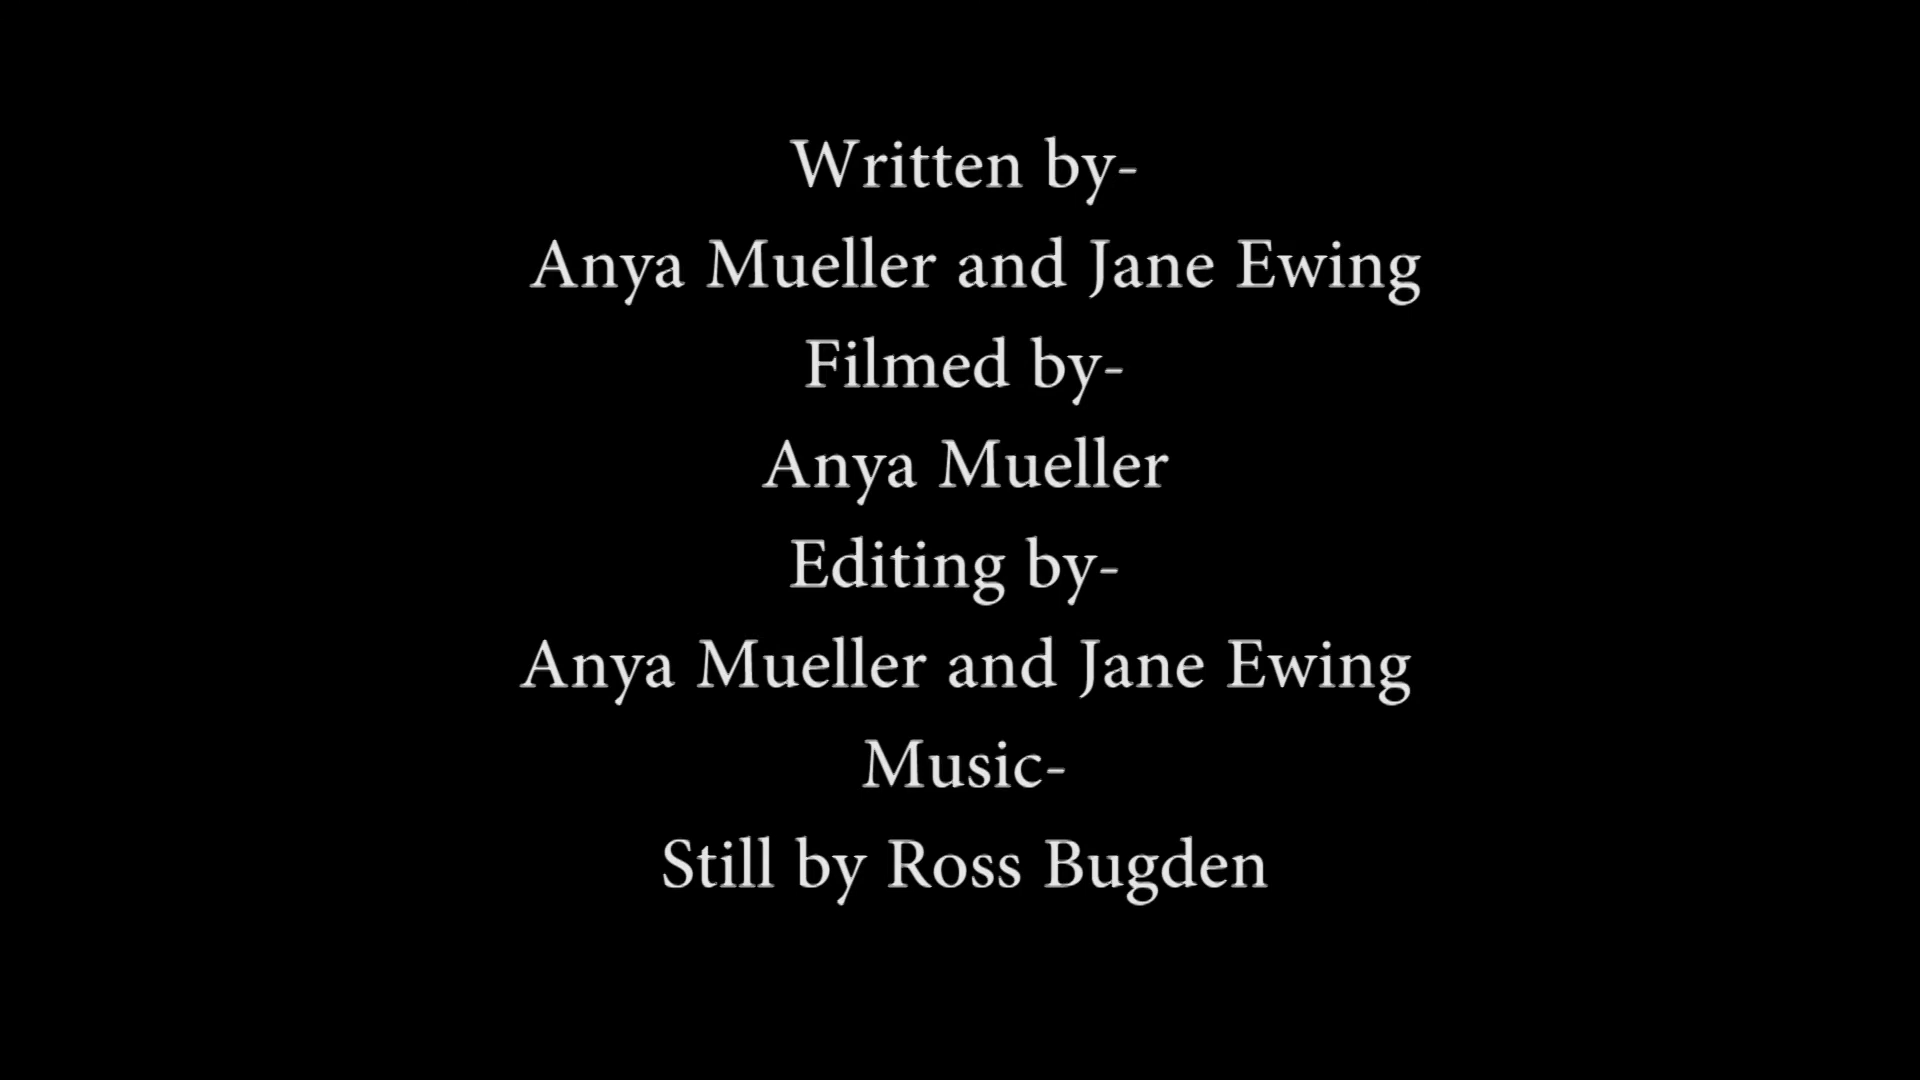 Written by-
Anya Mueller and Jane Ewing
Filmed by-
Anya Mueller
Editing by-
Anya Mueller and Jane Ewing
Music-
Still by Ross Bugden